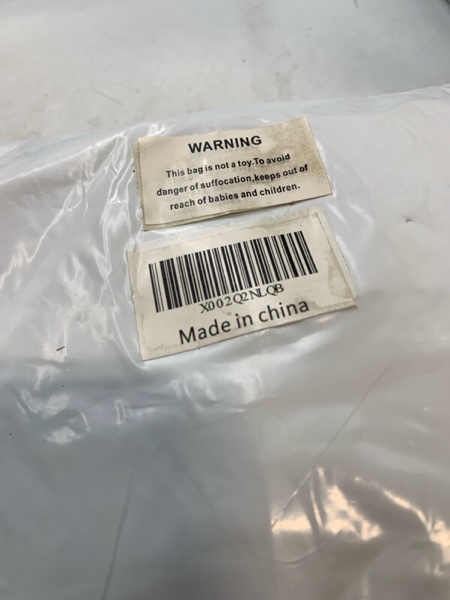 WARNING
This bag is not a toy.To avoid
danger of suffocation,keeps out of
reach of babies and children.
X002Q2NLQB
Made in china